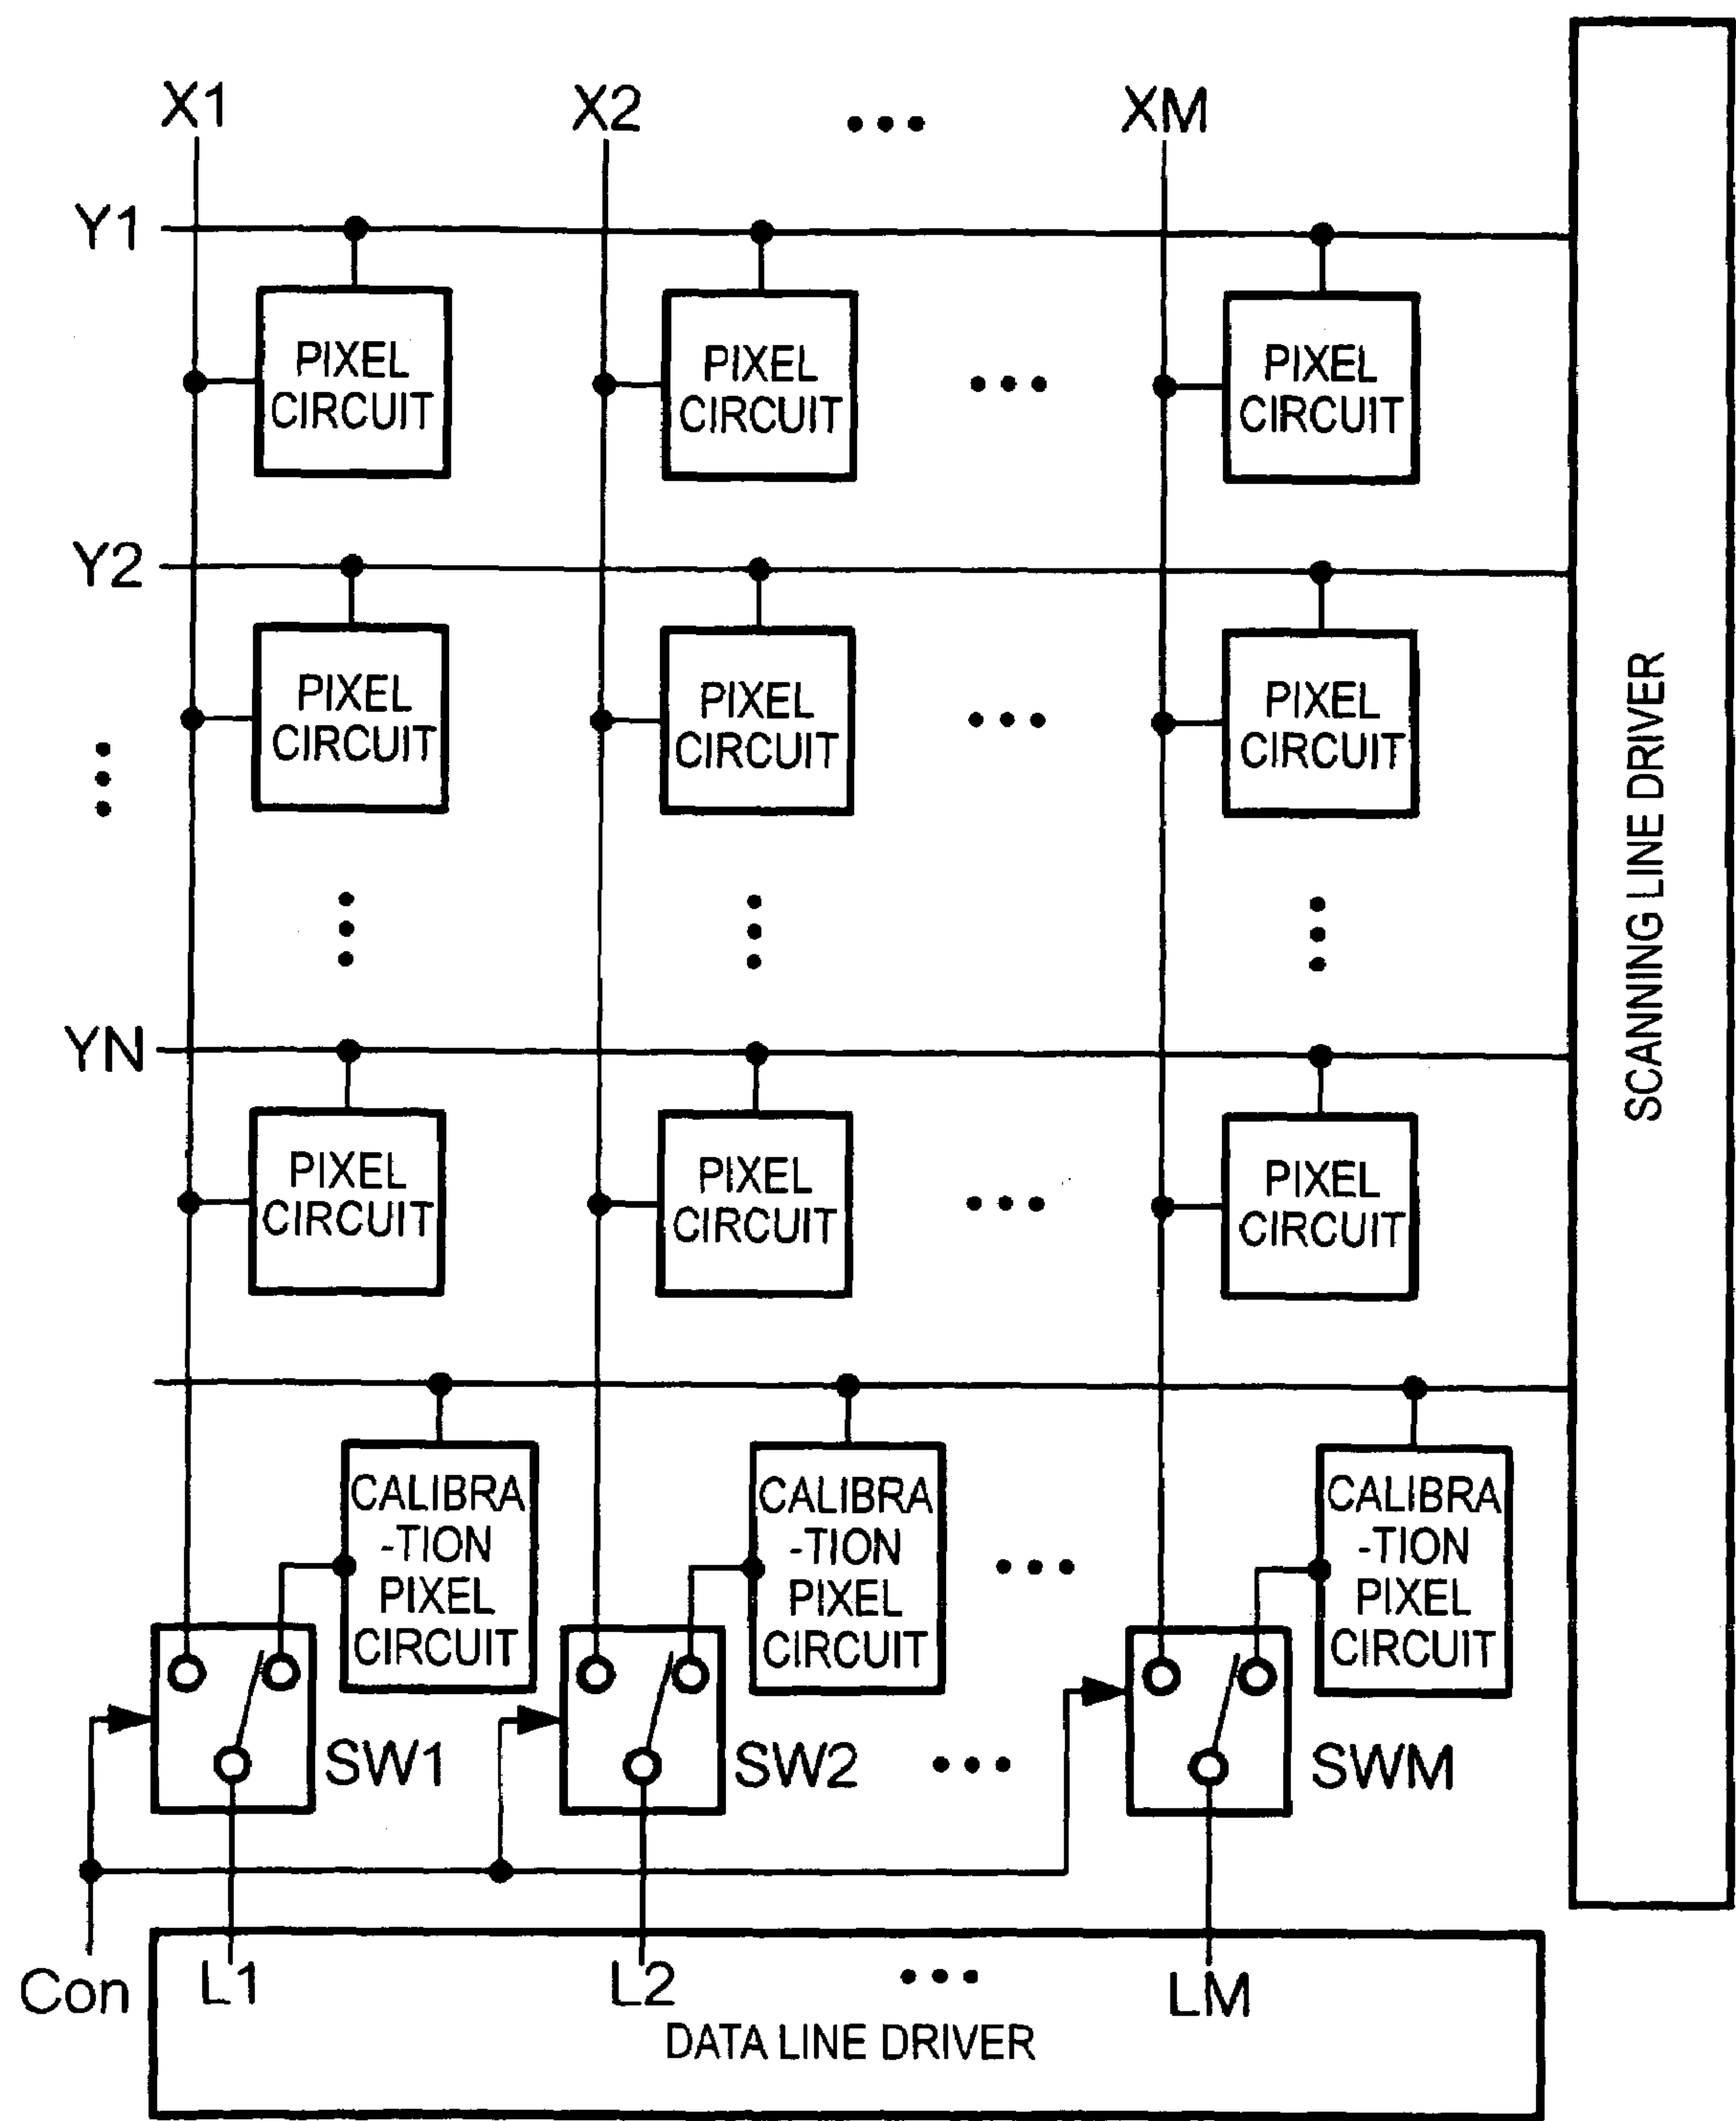 X1 X2 ... XM
Y1
PIXEL CIRCUIT PIXEL CIRCUIT ... PIXEL CIRCUIT
Y2
PIXEL CIRCUIT PIXEL CIRCUIT ... PIXEL CIRCUIT
YN
PIXEL CIRCUIT PIXEL CIRCUIT ... PIXEL CIRCUIT
SCANNING LINE DRIVER
CALIBRA
-TION
PIXEL
CIRCUIT
CALIBRA
-TION
PIXEL
CIRCUIT
...
CALIBRA
-TION
PIXEL
CIRCUIT
SW1 SW2 ... SWM
Con L1 L2 ... LM
DATA LINE DRIVER